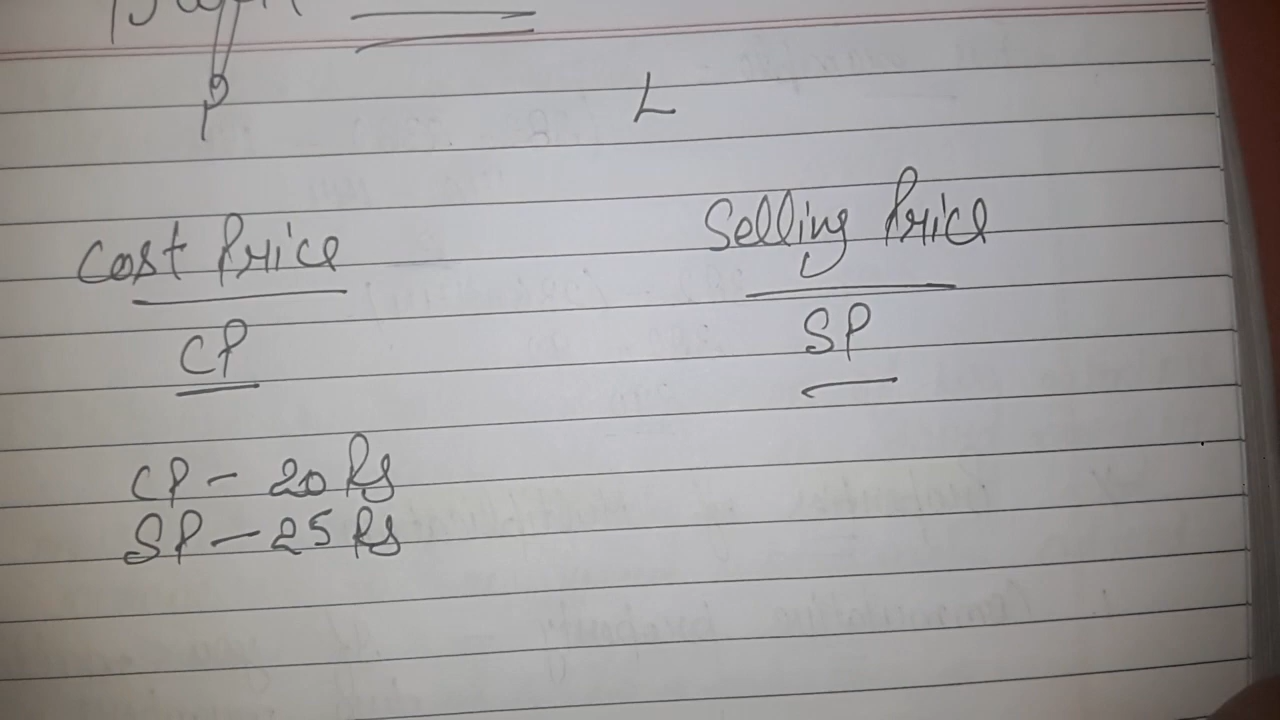 P L
Cost Price Selling Price
CP SP
CP - 20 Rs
SP - 25 Rs